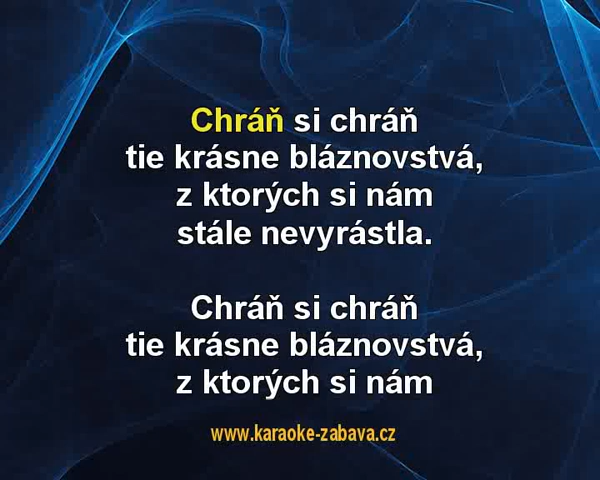 Chráň si chráň
tie krásne bláznovstvá,
z ktorých si nám
stále nevyrástla.
Chráň si chráň
tie krásne bláznovstvá,
z ktorých si nám
www.karaoke-zabava.cz